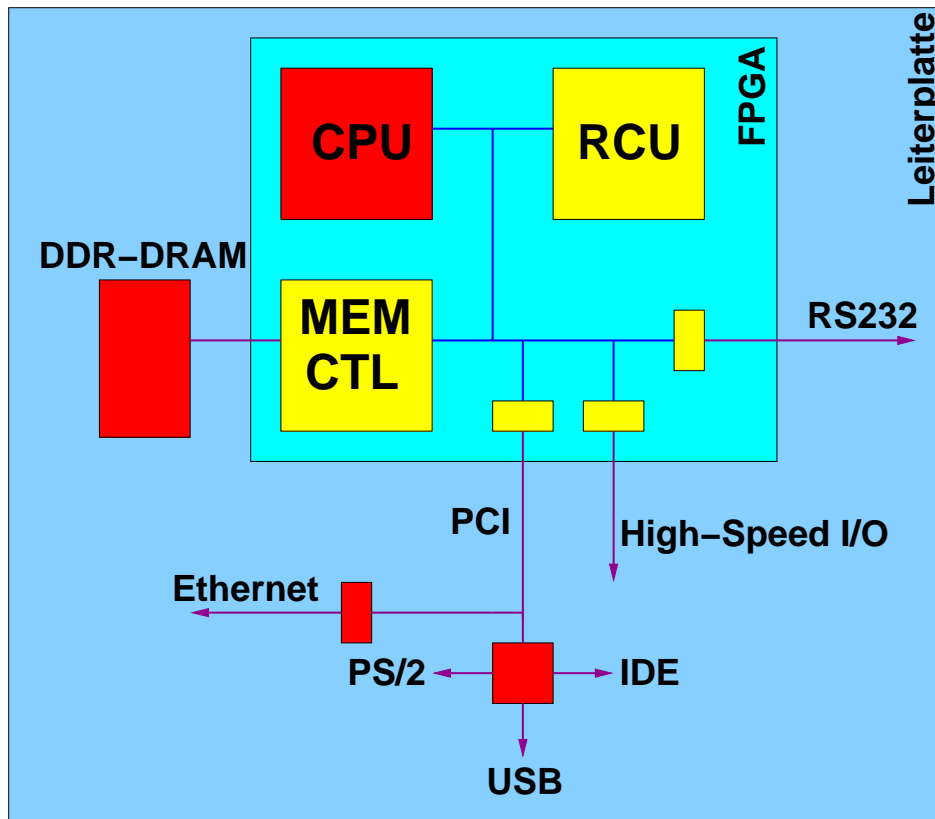 Leiterplatte
FPGA
CPU
RCU
DDR−DRAM
MEM
CTL
RS232
PCI
High−Speed I/O
Ethernet
PS/2
IDE
USB